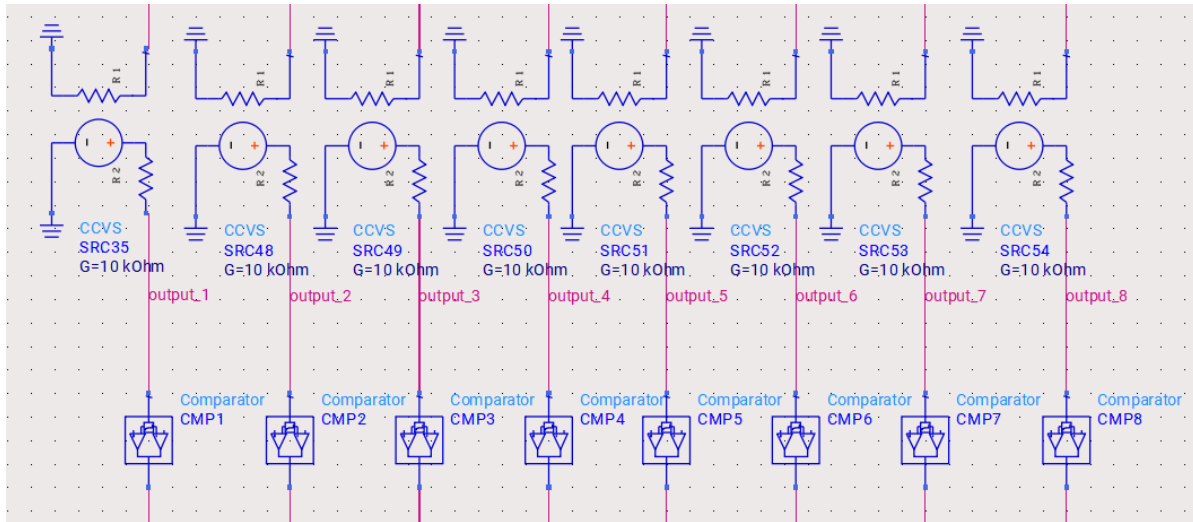 R1
R1
R1
R1
R1
R1
R1
R1
R2
R2
R2
R2
R2
R2
R2
R2
CCVS
SRC35
G=10 kOhm
CCVS
SRC48
G=10 kOhm
CCVS
SRC49
G=10 kOhm
CCVS
SRC50
G=10 kOhm
CCVS
SRC51
G=10 kOhm
CCVS
SRC52
G=10 kOhm
CCVS
SRC53
G=10 kOhm
CCVS
SRC54
G=10 kOhm
output_1
output_2
output_3
output_4
output_5
output_6
output_7
output_8
Comparator
CMP1
Comparator
CMP2
Comparator
CMP3
Comparator
CMP4
Comparator
CMP5
Comparator
CMP6
Comparator
CMP7
Comparator
CMP8